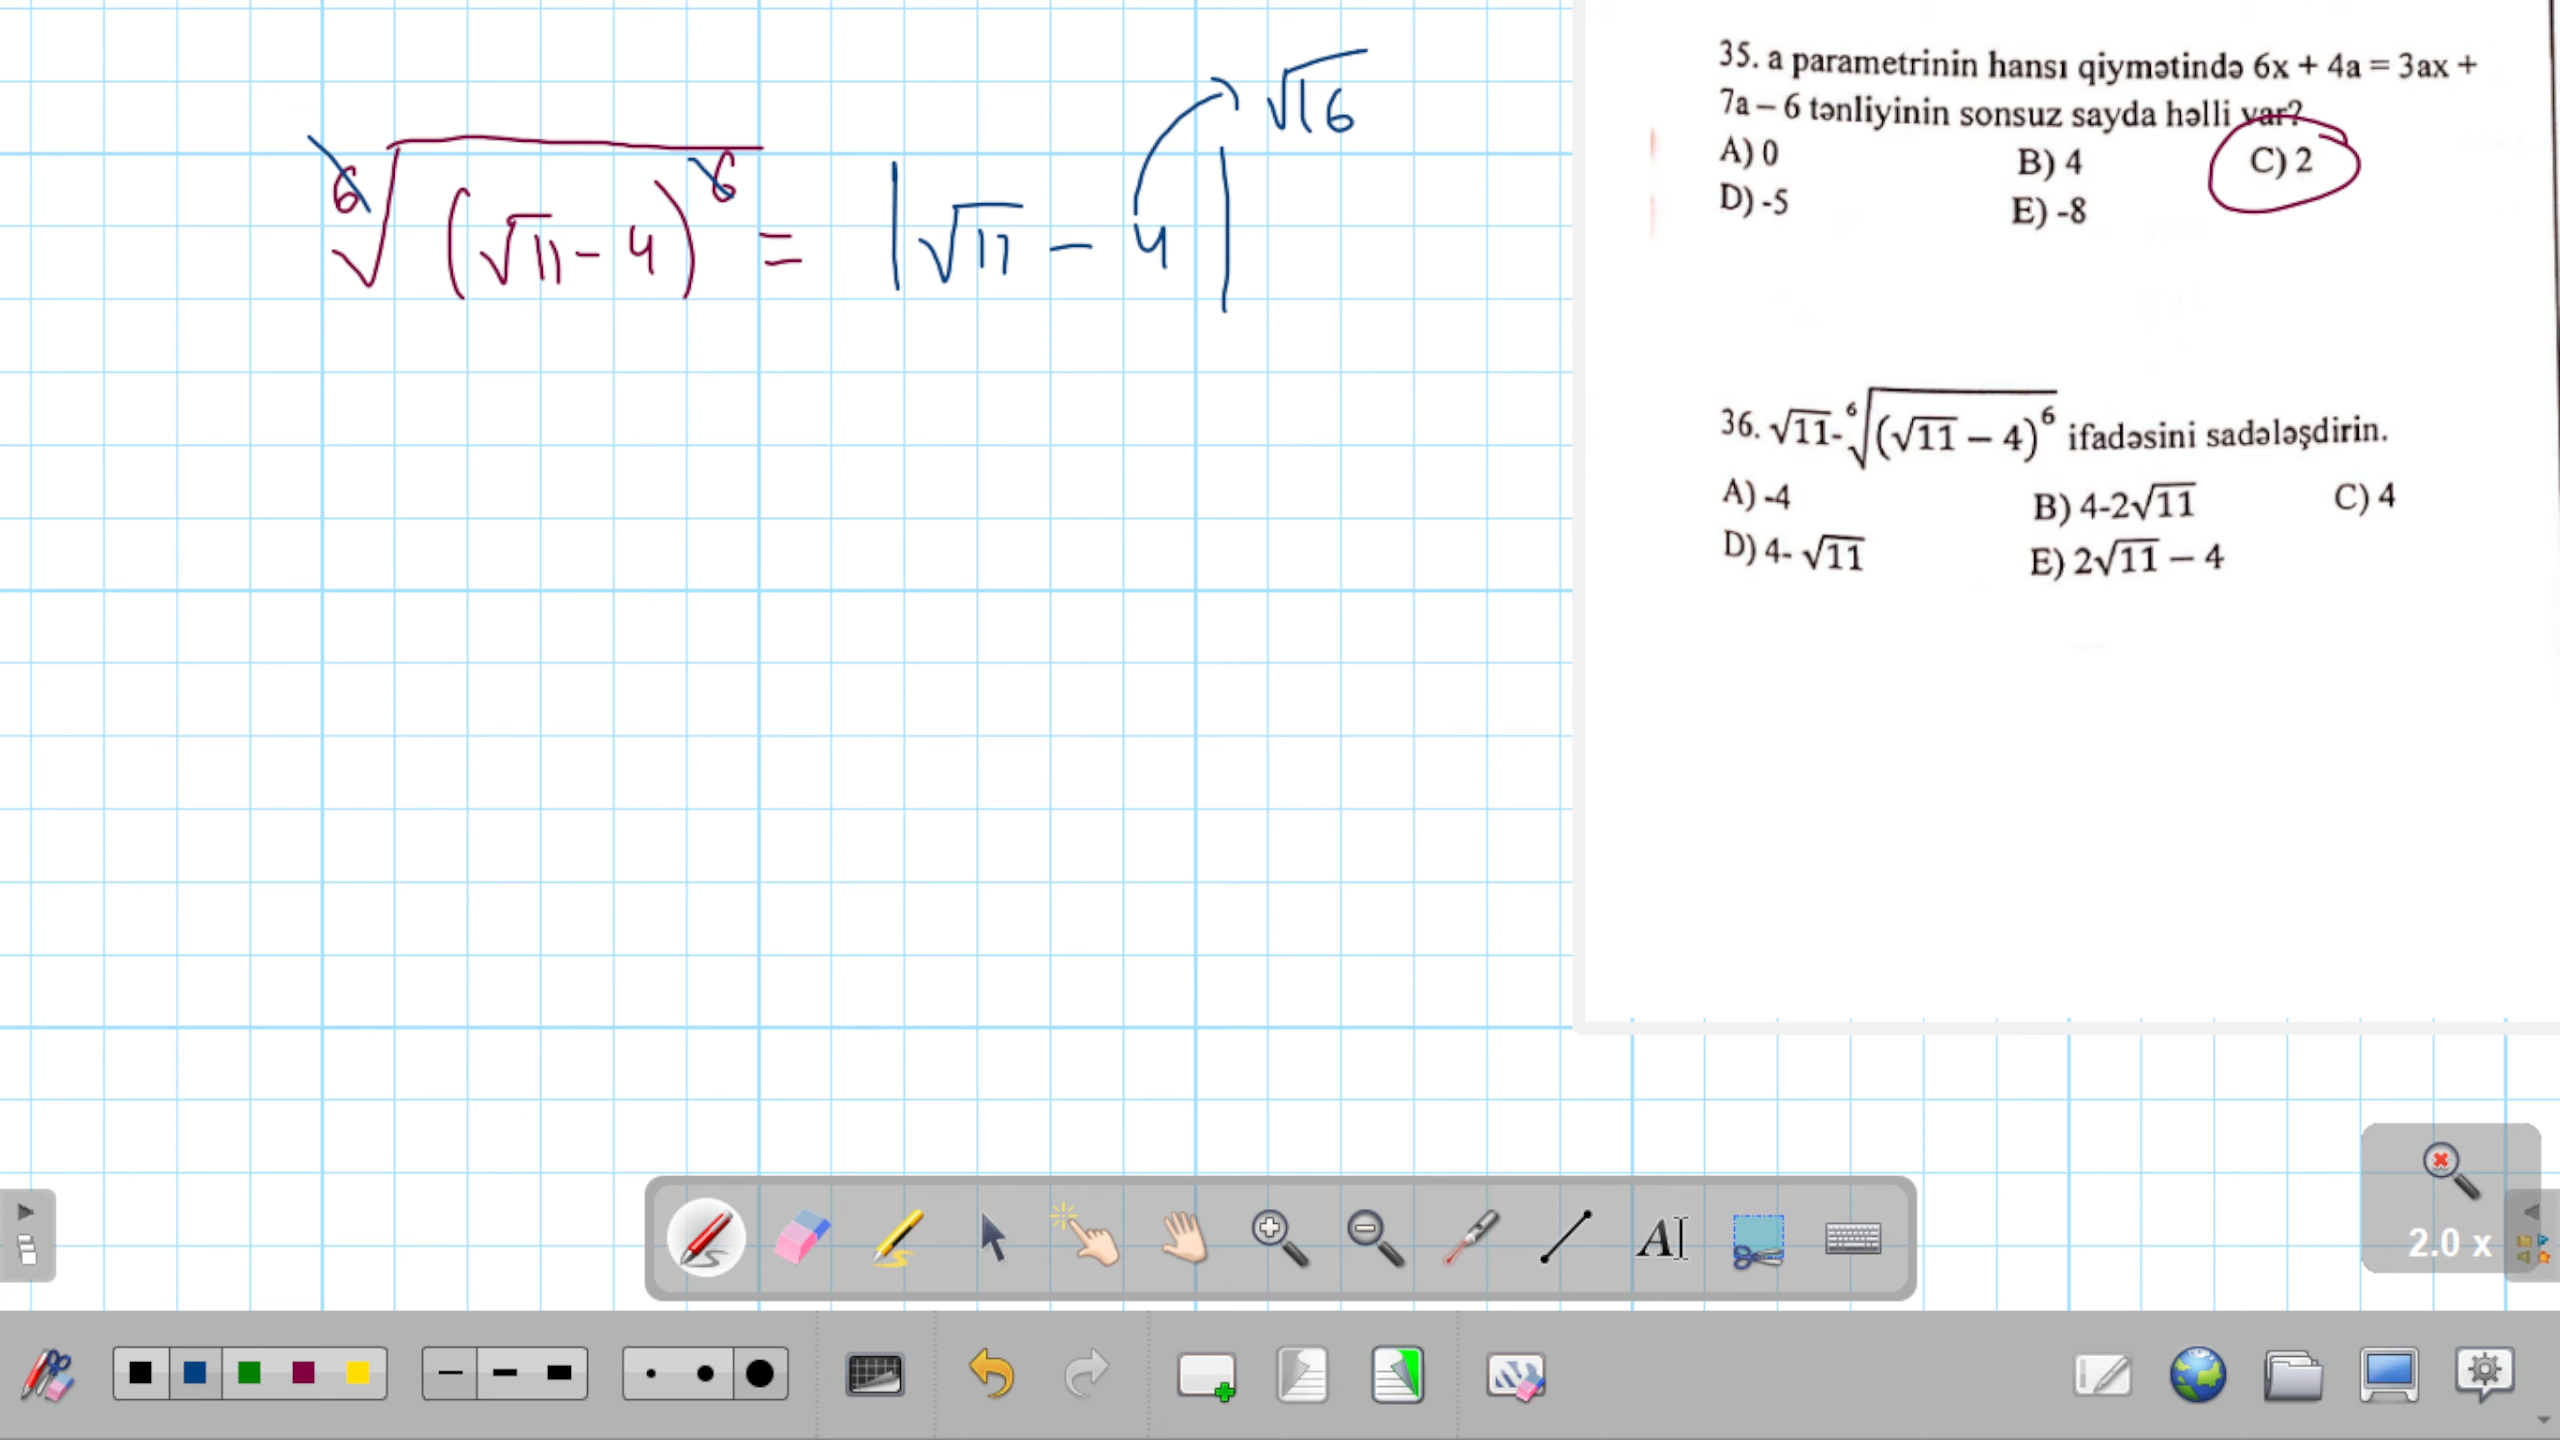 ⁶√(√11 - 4)⁶ = |√11 - 4|
√16
35. a parametrinin hansı qiymətində 6x + 4a = 3ax +
7a – 6 tənliyinin sonsuz sayda həlli var?
A) 0 B) 4 C) 2
D) -5 E) -8
36. √11- ⁶√(√11 – 4)⁶ ifadəsini sadələşdirin.
A) -4 B) 4-2√11 C) 4
D) 4- √11 E) 2√11 – 4
2.0 x